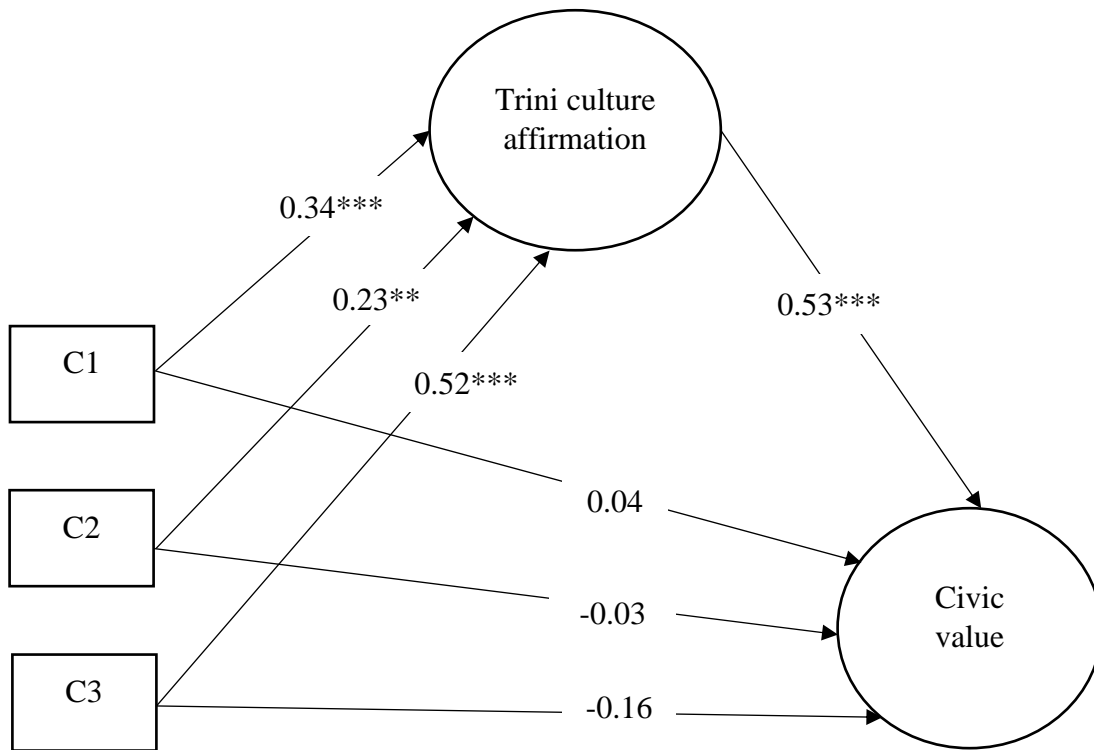 Trini culture
affirmation
0.34***
0.23**
0.53***
C1
0.52***
0.04
C2
Civic
value
-0.03
C3
-0.16